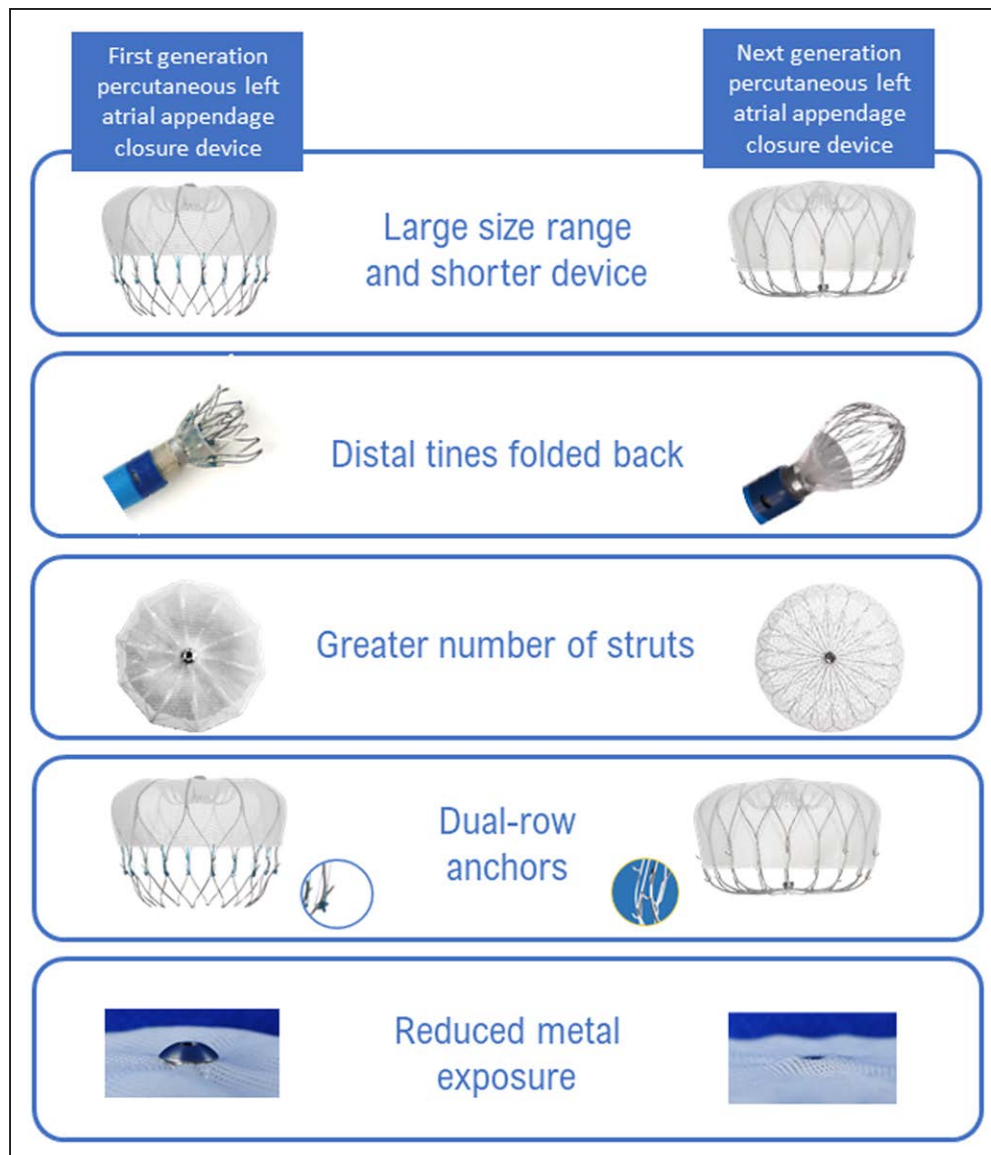 First generation
percutaneous left
atrial appendage
closure device
Next generation
percutaneous left
atrial appendage
closure device
Large size range
and shorter device
Distal tines folded back
Greater number of struts
Dual-row
anchors
Reduced metal
exposure